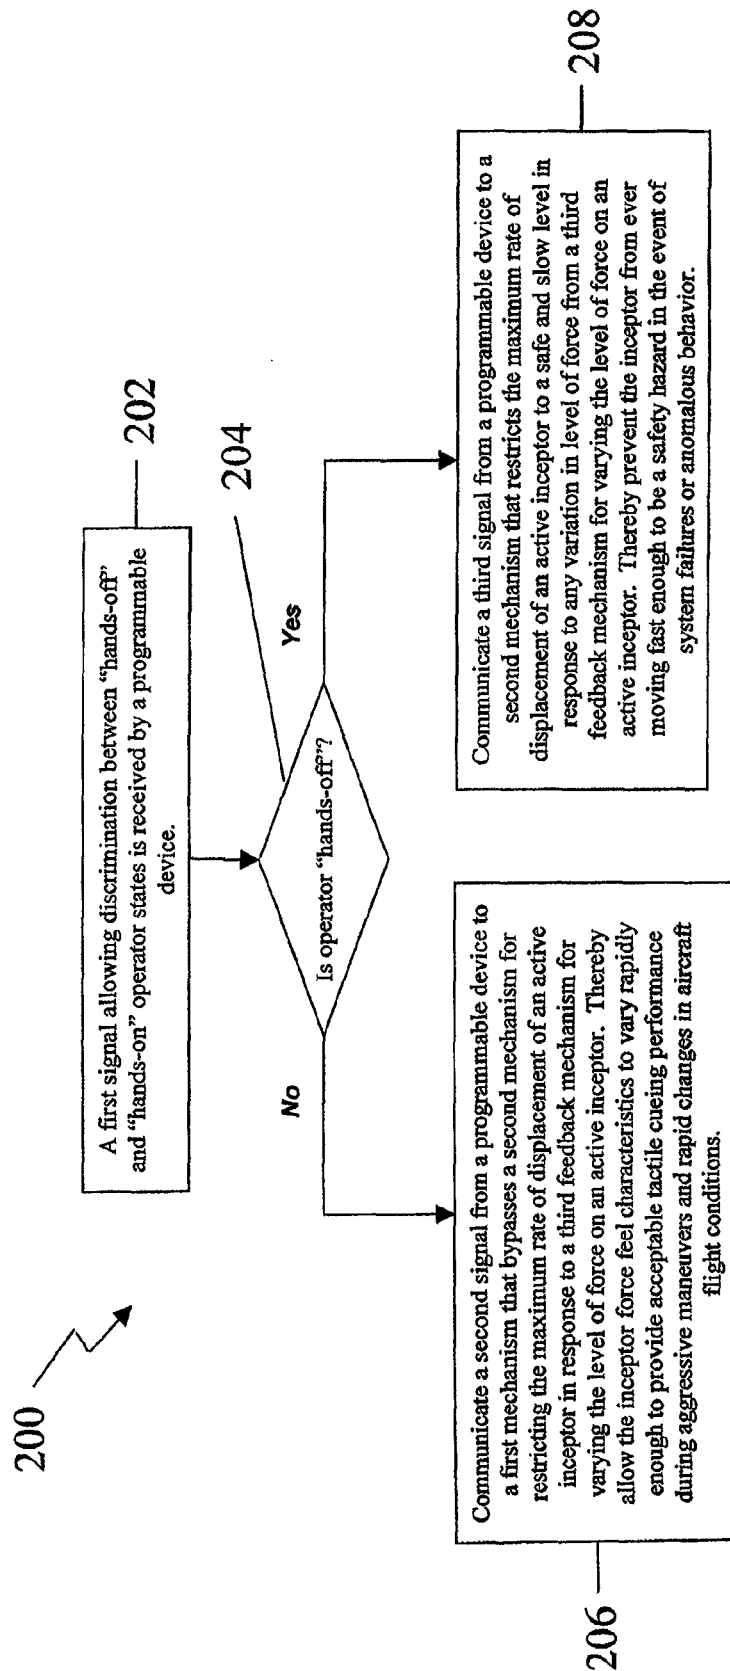 200
A first signal allowing discrimination between “hands-off”
and “hands-on” operator states is received by a programmable
device.
202
204
Is operator “hands-off”?
No
Yes
Communicate a second signal from a programmable device to
a first mechanism that bypasses a second mechanism for
restricting the maximum rate of displacement of an active
inceptor in response to a third feedback mechanism for
varying the level of force on an active inceptor. Thereby
allow the inceptor force feel characteristics to vary rapidly
enough to provide acceptable tactile cueing performance
during aggressive maneuvers and rapid changes in aircraft
flight conditions.
206
Communicate a third signal from a programmable device to a
second mechanism that restricts the maximum rate of
displacement of an active inceptor to a safe and slow level in
response to any variation in level of force from a third
feedback mechanism for varying the level of force on an
active inceptor. Thereby prevent the inceptor from ever
moving fast enough to be a safety hazard in the event of
system failures or anomalous behavior.
208